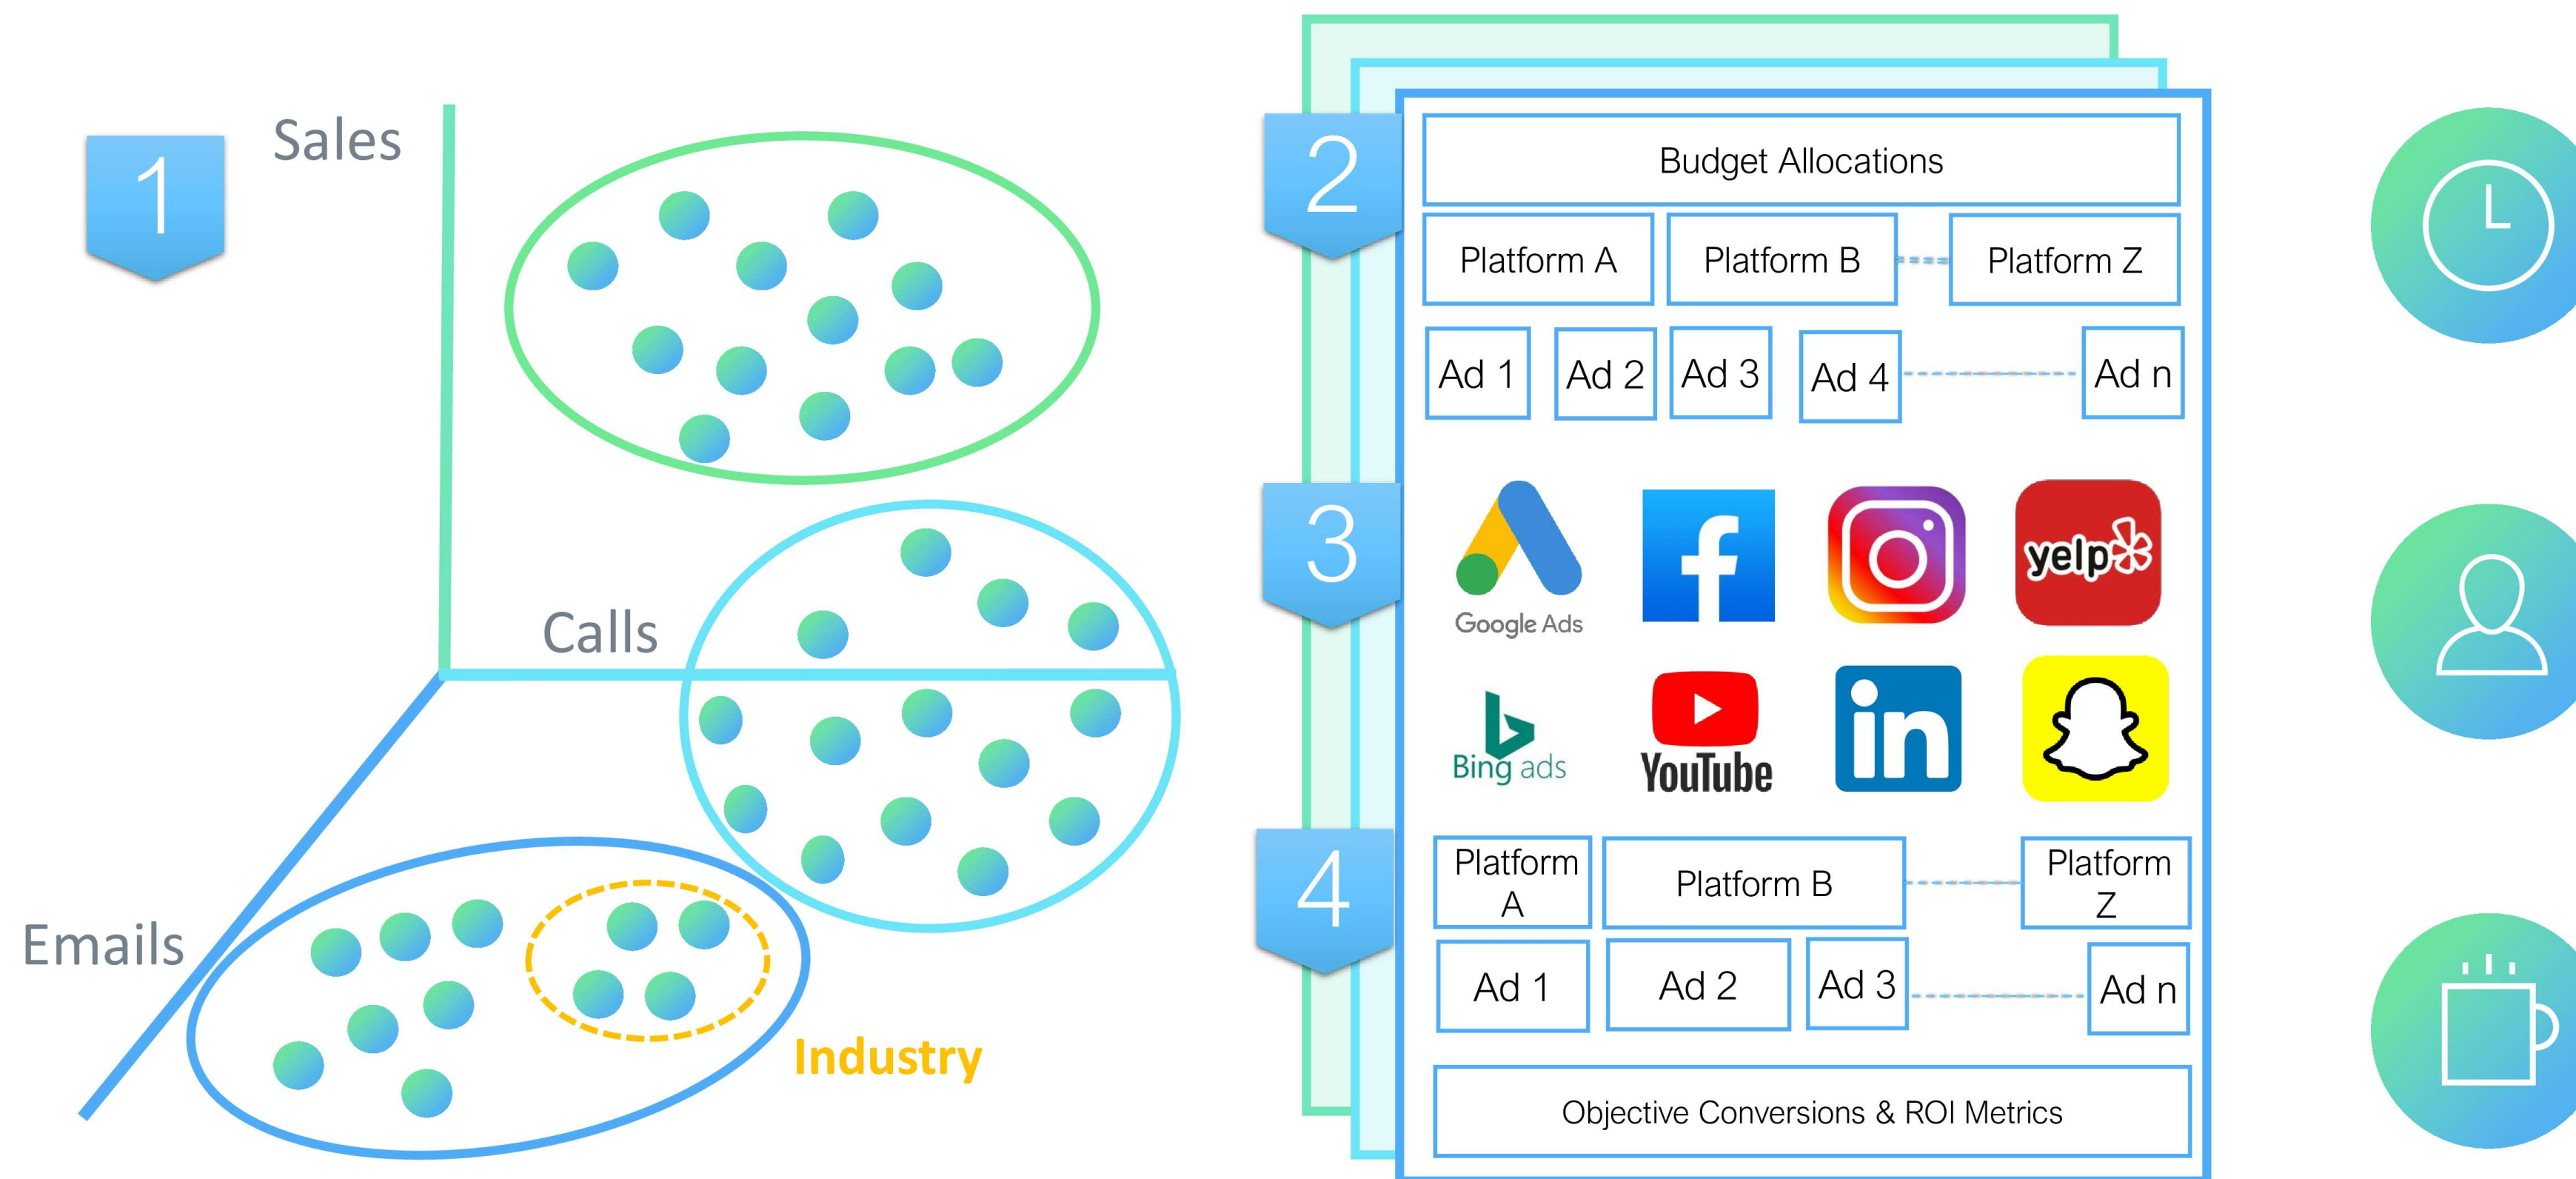 1
Sales
Calls
Emails
Industry
2
Budget Allocations
Platform A
Platform B
Platform Z
Ad 1
Ad 2
Ad 3
Ad 4
Ad n
3
Google Ads
f
yelp
Bing ads
YouTube
in
4
Platform
A
Platform B
Platform
Z
Ad 1
Ad 2
Ad 3
Ad n
Objective Conversions & ROI Metrics